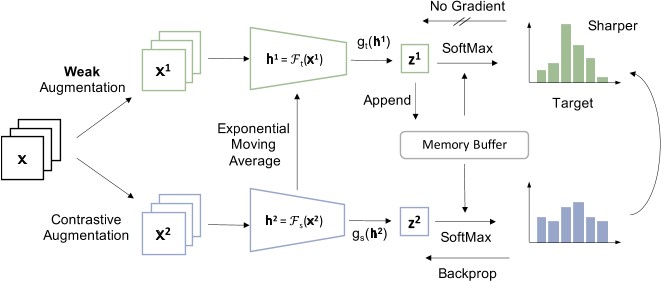 No Gradient
Weak
Augmentation
x¹
h¹ = ℱt(x¹)
gt(h¹)
z¹
SoftMax
Sharper
Target
x
Append
Exponential
Moving
Average
Memory Buffer
Contrastive
Augmentation
x²
h² = ℱs(x²)
gs(h²)
z²
SoftMax
Backprop